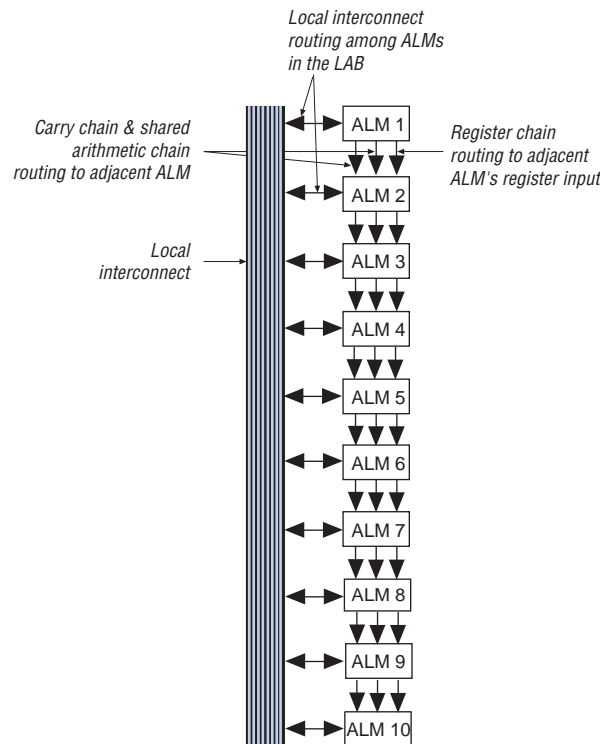 Local interconnect
routing among ALMs
in the LAB
Carry chain & shared
arithmetic chain
routing to adjacent ALM
Register chain
routing to adjacent
ALM's register input
Local
interconnect
ALM 1
ALM 2
ALM 3
ALM 4
ALM 5
ALM 6
ALM 7
ALM 8
ALM 9
ALM 10